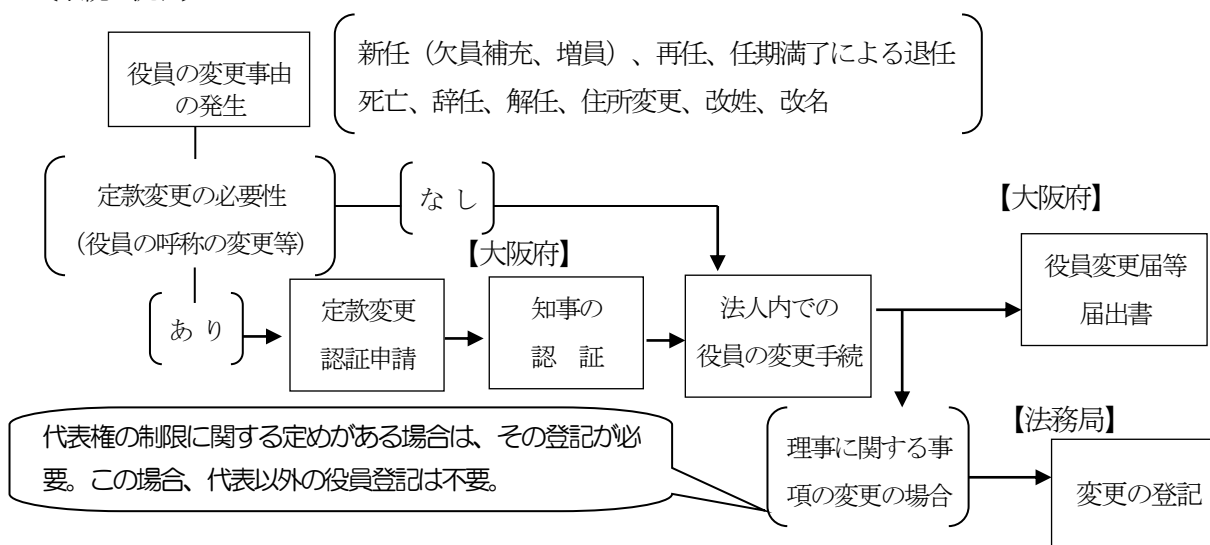 役員の変更事由
の発生
新任（欠員補充、増員）、再任、任期満了による退任
死亡、辞任、解任、住所変更、改姓、改名
定款変更の必要性
（役員の呼称の変更等）
な し
【大阪府】
【大阪府】
役員変更届等
届出書
あ り
定款変更
認証申請
知事の
認　証
法人内での
役員の変更手続
代表権の制限に関する定めがある場合は、その登記が必
要。この場合、代表以外の役員登記は不要。
理事に関する事
項の変更の場合
【法務局】
変更の登記